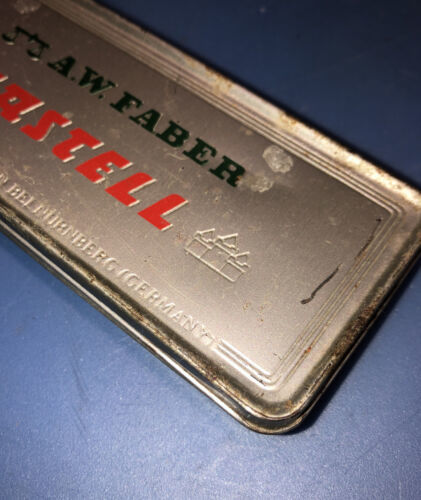 A.W. FABER
ASTELL
BEI NÜRNBERG (GERMANY)